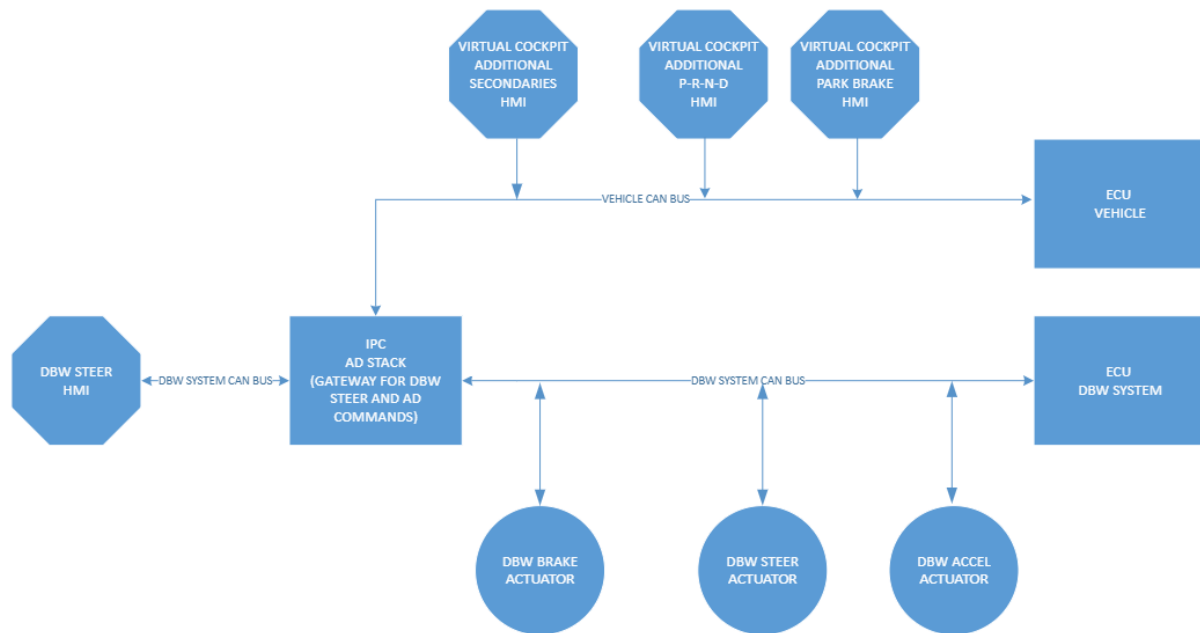 VIRTUAL COCKPIT
ADDITIONAL
SECONDARIES
HMI
VIRTUAL COCKPIT
ADDITIONAL
P-R-N-D
HMI
VIRTUAL COCKPIT
ADDITIONAL
PARK BRAKE
HMI
VEHICLE CAN BUS
ECU
VEHICLE
DBW STEER
HMI
DBW SYSTEM CAN BUS
IPC
AD STACK
(GATEWAY FOR DBW
STEER AND AD
COMMANDS)
DBW SYSTEM CAN BUS
ECU
DBW SYSTEM
DBW BRAKE
ACTUATOR
DBW STEER
ACTUATOR
DBW ACCEL
ACTUATOR